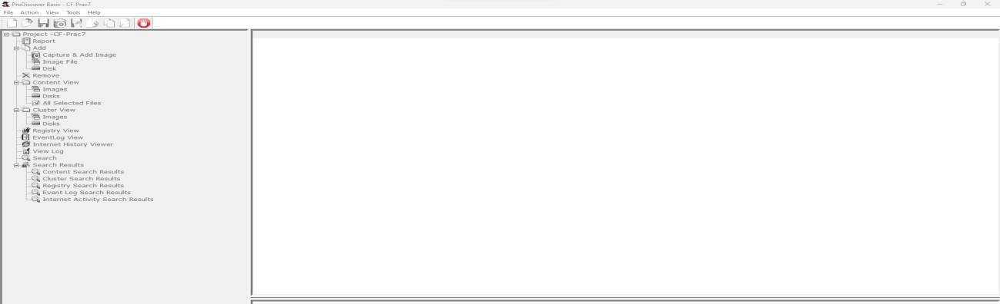 ProDiscover Basic - CF-Prac7
File Action View Tools Help
Project -CF-Prac7
Report
Add
Capture & Add Image
Image File
Disk
Remove
Content View
Images
Disks
All Selected Files
Cluster View
Images
Disks
Registry View
EventLog View
Internet History Viewer
View Log
Search
Search Results
Content Search Results
Cluster Search Results
Registry Search Results
Event Log Search Results
Internet Activity Search Results